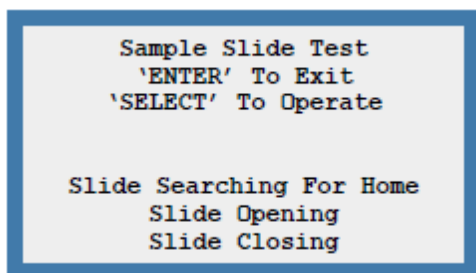 Sample Slide Test
‘ENTER’ To Exit
‘SELECT’ To Operate
Slide Searching For Home
Slide Opening
Slide Closing